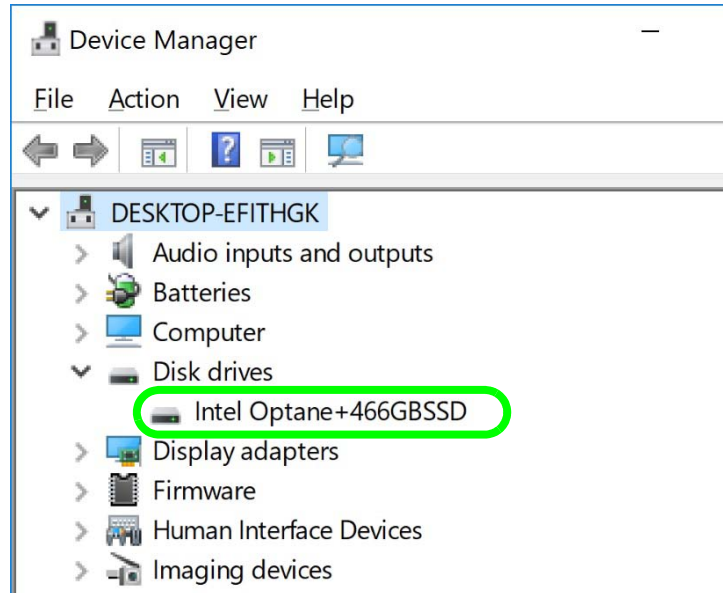 Device Manager
File Action View Help
DESKTOP-EFITHGK
Audio inputs and outputs
Batteries
Computer
Disk drives
Intel Optane+466GBSSD
Display adapters
Firmware
Human Interface Devices
Imaging devices